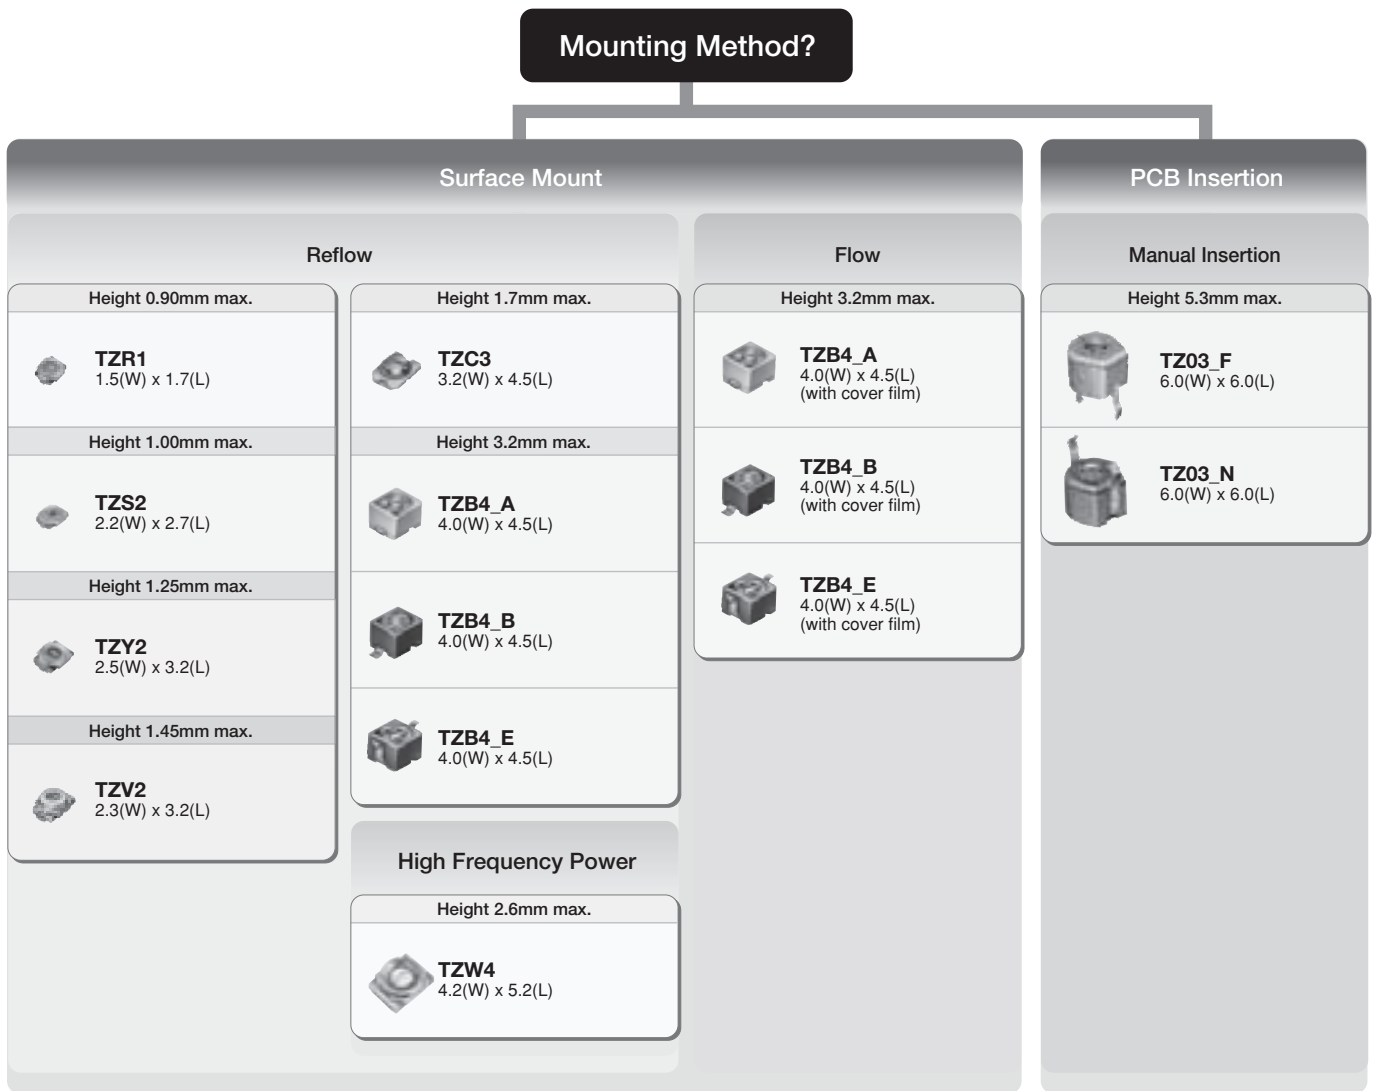 Mounting Method?
Surface Mount
PCB Insertion
Reflow
Flow
Manual Insertion
Height 0.90mm max.
TZR1
1.5(W) x 1.7(L)
Height 1.00mm max.
TZS2
2.2(W) x 2.7(L)
Height 1.25mm max.
TZY2
2.5(W) x 3.2(L)
Height 1.45mm max.
TZV2
2.3(W) x 3.2(L)
Height 1.7mm max.
TZC3
3.2(W) x 4.5(L)
Height 3.2mm max.
TZB4_A
4.0(W) x 4.5(L)
TZB4_B
4.0(W) x 4.5(L)
TZB4_E
4.0(W) x 4.5(L)
High Frequency Power
Height 2.6mm max.
TZW4
4.2(W) x 5.2(L)
Height 3.2mm max.
TZB4_A
4.0(W) x 4.5(L)
(with cover film)
TZB4_B
4.0(W) x 4.5(L)
(with cover film)
TZB4_E
4.0(W) x 4.5(L)
(with cover film)
Height 5.3mm max.
TZ03_F
6.0(W) x 6.0(L)
TZ03_N
6.0(W) x 6.0(L)